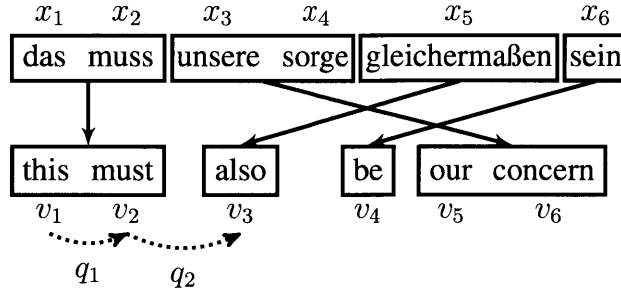 x₁ x₂ x₃ x₄ x₅ x₆
das muss unsere sorge gleichermaßen sein
this must also be our concern
v₁ v₂ v₃ v₄ v₅ v₆
q₁ q₂